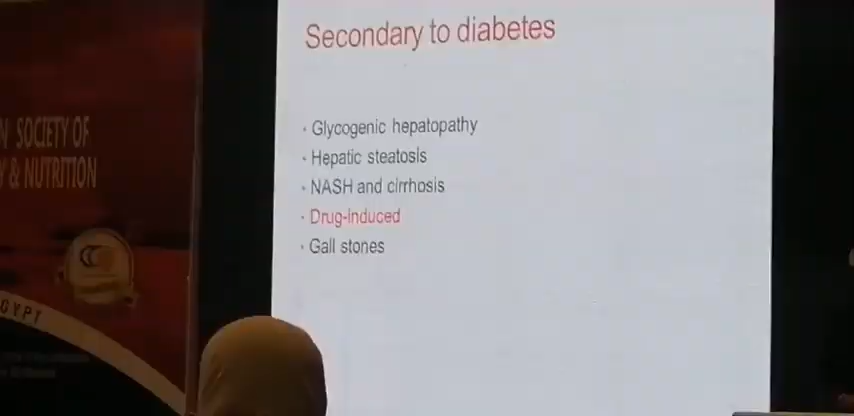 Secondary to diabetes
· Glycogenic hepatopathy
· Hepatic steatosis
· NASH and cirrhosis
· Drug-induced
· Gall stones
N SOCIETY OF
Y & NUTRITION
GYPT